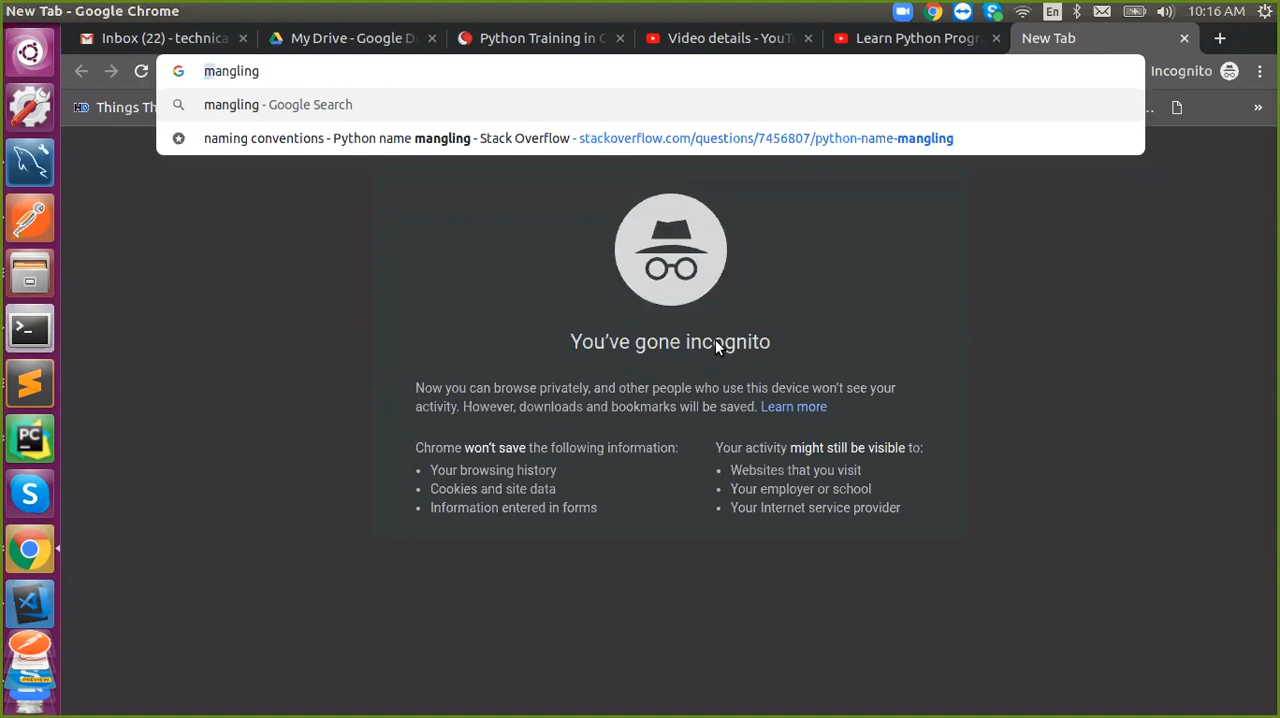 New Tab - Google Chrome
En
10:16 AM
Inbox (22) - technica
My Drive - Google D
Python Training in C
Video details - YouT
Learn Python Progr
New Tab
mangling
Incognito
Things Th
mangling - Google Search
...
»
naming conventions - Python name mangling - Stack Overflow - stackoverflow.com/questions/7456807/python-name-mangling
You've gone incognito
Now you can browse privately, and other people who use this device won't see your
activity. However, downloads and bookmarks will be saved. Learn more
Chrome won't save the following information:
• Your browsing history
• Cookies and site data
• Information entered in forms
Your activity might still be visible to:
• Websites that you visit
• Your employer or school
• Your Internet service provider
PC
S
PREVIEW